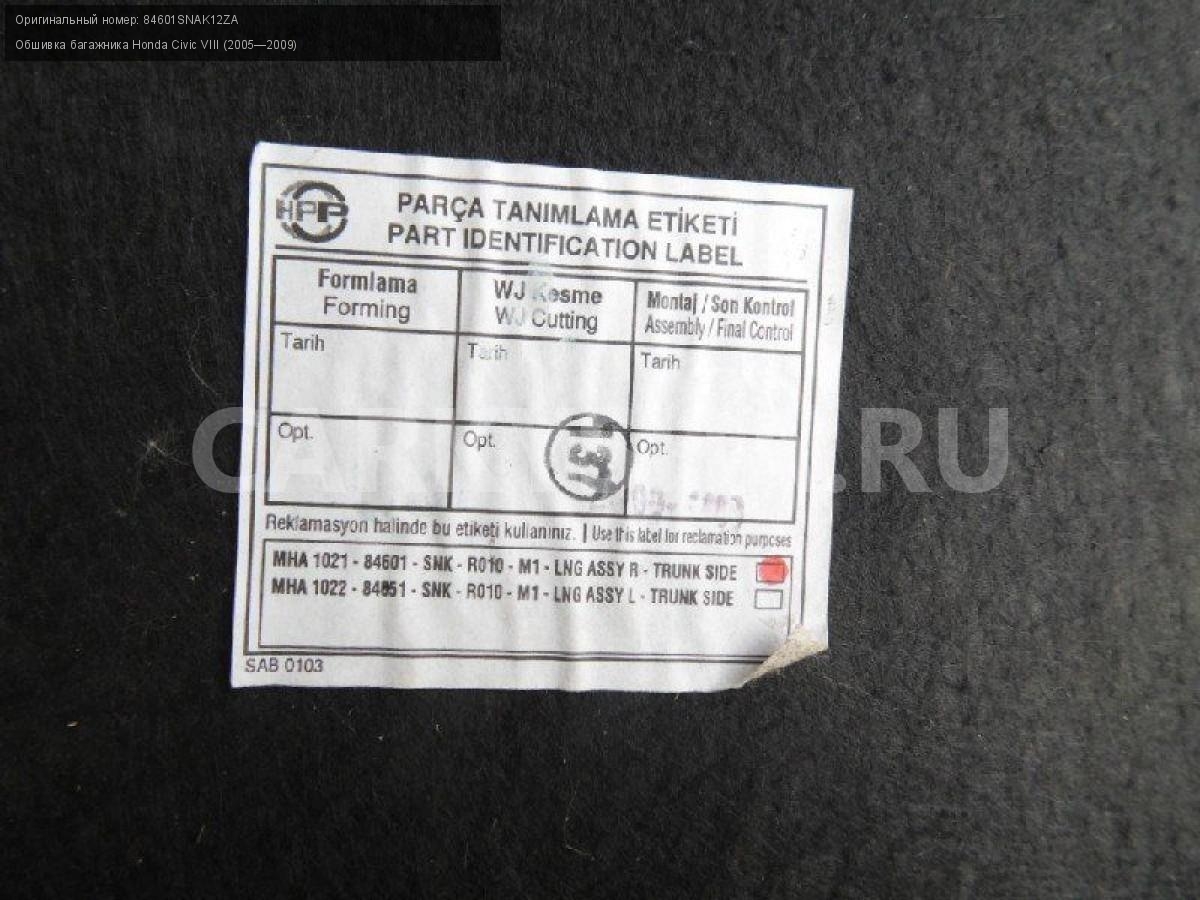 Оригинальный номер: 84601SNAK12ZA
Обшивка багажника Honda Civic VIII (2005—2009)
HPP
PARÇA TANIMLAMA ETİKETİ
PART IDENTIFICATION LABEL
Formlama
Forming
WJ Kesme
WJ Cutting
Montaj / Son Kontrol
Assembly / Final Control
Tarih
Tarih
Tarih
Opt.
Opt.
Opt.
137
Reklamasyon halinde bu etiketi kullanınız. | Use this label for reclamation purposes
MHA 1021 - 84601 - SNK - R010 - M1 - LNG ASSY R - TRUNK SIDE
MHA 1022 - 84651 - SNK - R010 - M1 - LNG ASSY L - TRUNK SIDE
SAB 0103